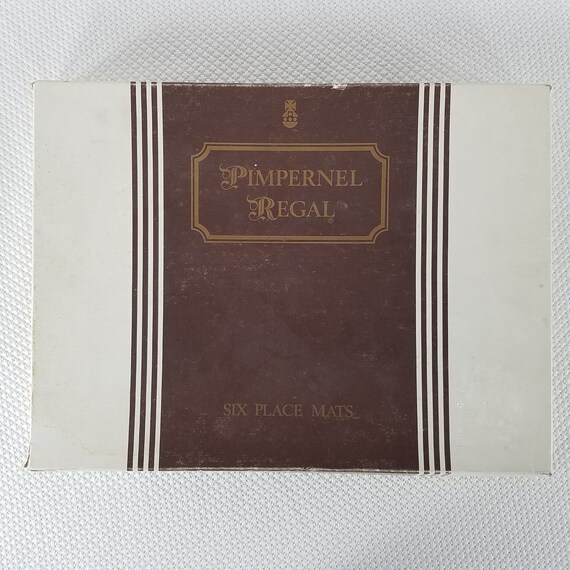 PIMPERNEL
REGAL
SIX PLACE MATS